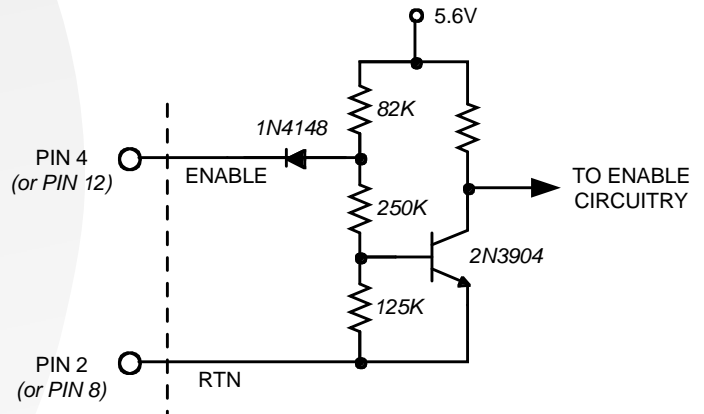 5.6V
82K
1N4148
PIN 4
(or PIN 12)
ENABLE
TO ENABLE
CIRCUITRY
250K
2N3904
125K
PIN 2
(or PIN 8)
RTN